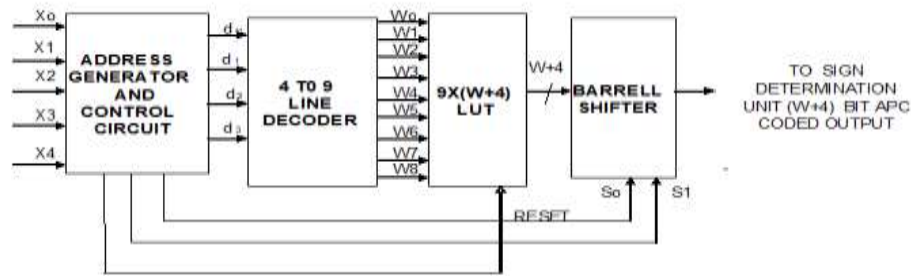 Xo
X1
X2
X3
X4
ADDRESS
GENERATOR
AND
CONTROL
CIRCUIT
d
d1
d2
d3
4 T0 9
LINE
DECODER
Wo
W1
W2
W3
W4
W5
W6
W7
W8
9X(W+4)
LUT
W+4
BARRELL
SHIFTER
So
S1
RESET
TO SIGN
DETERMINATION
UNIT (W+4) BIT APC
CODED OUTPUT